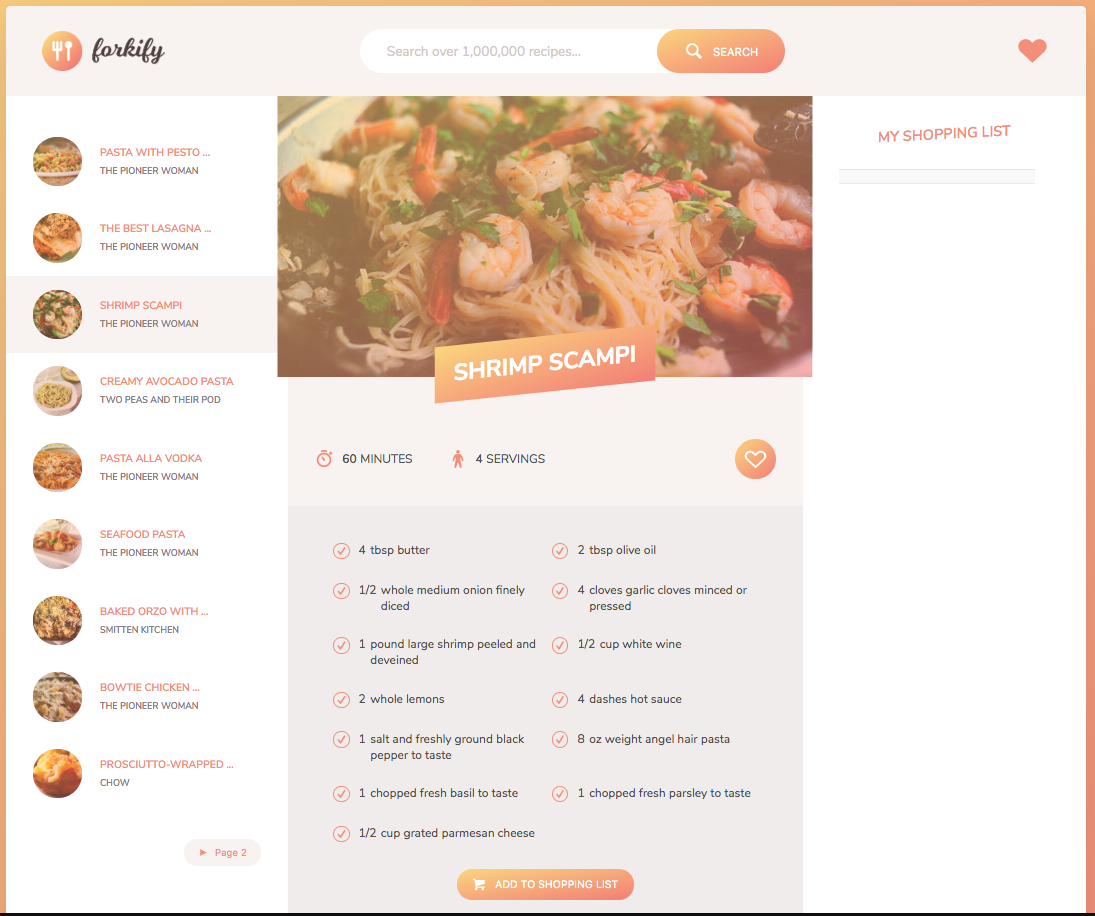 forkify
Search over 1,000,000 recipes...
SEARCH
PASTA WITH PESTO ...
THE PIONEER WOMAN
THE BEST LASAGNA ...
THE PIONEER WOMAN
SHRIMP SCAMPI
THE PIONEER WOMAN
CREAMY AVOCADO PASTA
TWO PEAS AND THEIR POD
PASTA ALLA VODKA
THE PIONEER WOMAN
SEAFOOD PASTA
THE PIONEER WOMAN
BAKED ORZO WITH ...
SMITTEN KITCHEN
BOWTIE CHICKEN ...
THE PIONEER WOMAN
PROSCIUTTO-WRAPPED ...
CHOW
Page 2
SHRIMP SCAMPI
60 MINUTES
4 SERVINGS
4 tbsp butter
2 tbsp olive oil
1/2 whole medium onion finely
diced
4 cloves garlic cloves minced or
pressed
1 pound large shrimp peeled and
deveined
1/2 cup white wine
2 whole lemons
4 dashes hot sauce
1 salt and freshly ground black
pepper to taste
8 oz weight angel hair pasta
1 chopped fresh basil to taste
1 chopped fresh parsley to taste
1/2 cup grated parmesan cheese
ADD TO SHOPPING LIST
MY SHOPPING LIST